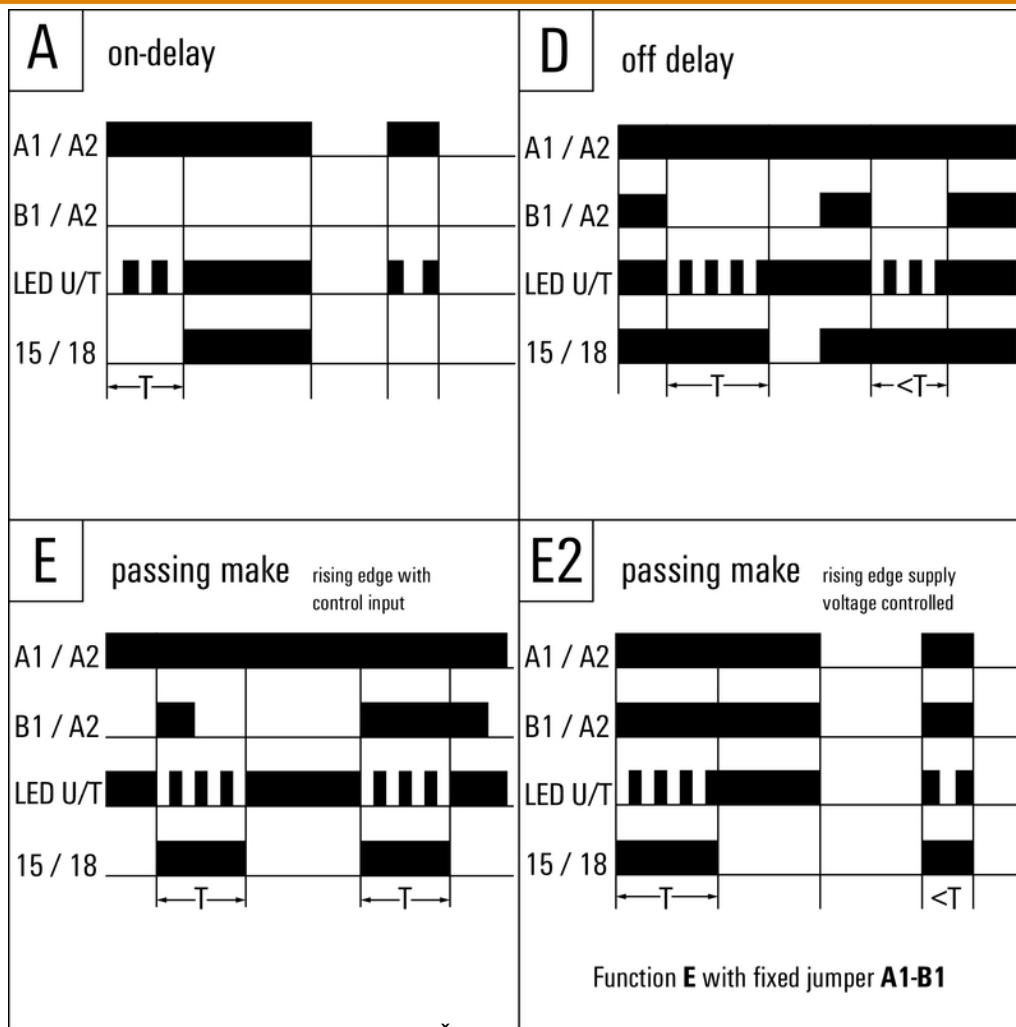 A on-delay
A1 / A2
B1 / A2
LED U/T
15 / 18
T
D off delay
A1 / A2
B1 / A2
LED U/T
15 / 18
T <T
E passing make rising edge with
control input
A1 / A2
B1 / A2
LED U/T
15 / 18
T T
E2 passing make rising edge supply
voltage controlled
A1 / A2
B1 / A2
LED U/T
15 / 18
T <T
Function E with fixed jumper A1-B1